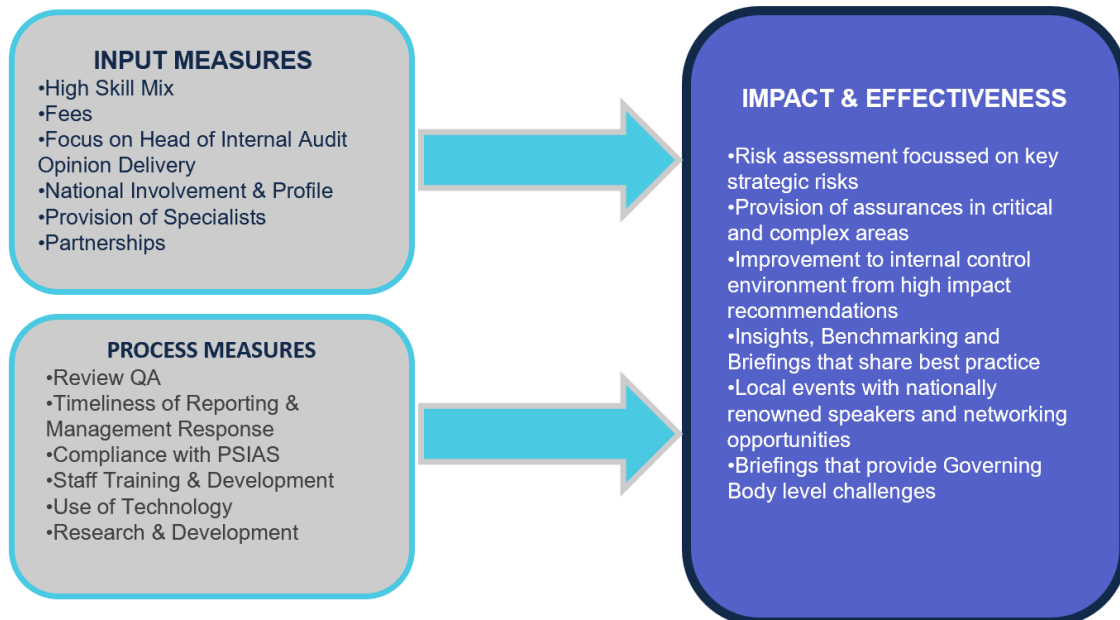 INPUT MEASURES
•High Skill Mix
•Fees
•Focus on Head of Internal Audit
Opinion Delivery
•National Involvement & Profile
•Provision of Specialists
•Partnerships
PROCESS MEASURES
•Review QA
•Timeliness of Reporting &
Management Response
•Compliance with PSIAS
•Staff Training & Development
•Use of Technology
•Research & Development
IMPACT & EFFECTIVENESS
•Risk assessment focussed on key
strategic risks
•Provision of assurances in critical
and complex areas
•Improvement to internal control
environment from high impact
recommendations
•Insights, Benchmarking and
Briefings that share best practice
•Local events with nationally
renowned speakers and networking
opportunities
•Briefings that provide Governing
Body level challenges